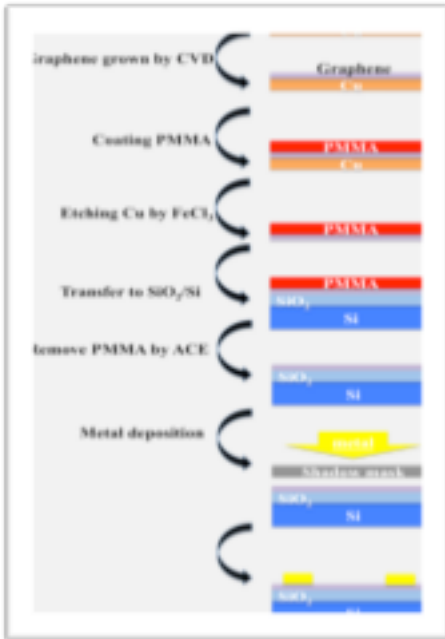 Graphene grown by CVD
Graphene
Cu
Coating PMMA
PMMA
Cu
Etching Cu by FeCl₃
PMMA
Transfer to SiO₂/Si
PMMA
SiO₂
Si
Remove PMMA by ACE
SiO₂
Si
Metal deposition
metal
Shadow mask
SiO₂
Si
SiO₂
Si